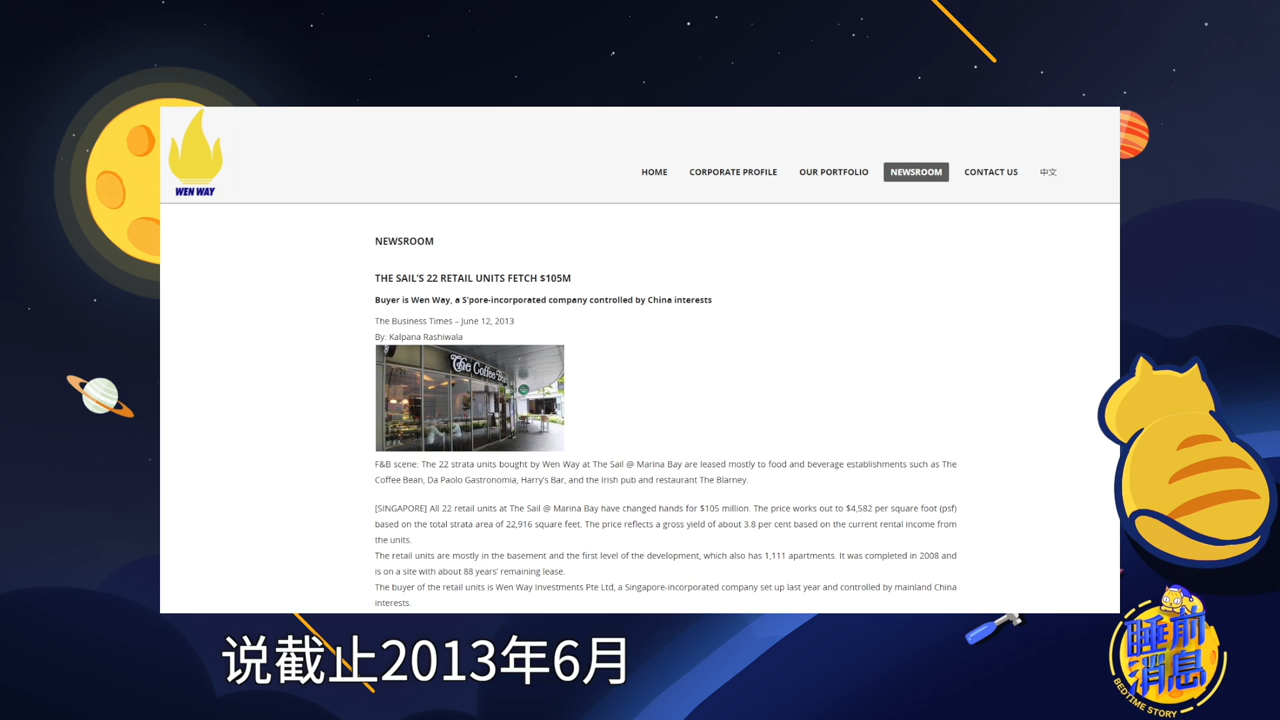 WEN WAY
HOME CORPORATE PROFILE OUR PORTFOLIO NEWSROOM CONTACT US 中文
NEWSROOM
THE SAIL'S 22 RETAIL UNITS FETCH $105M
Buyer is Wen Way, a S'pore-incorporated company controlled by China interests
The Business Times – June 12, 2013
By: Kalpana Rashiwala
The Coffee Bean
F&B scene: The 22 strata units bought by Wen Way at The Sail @ Marina Bay are leased mostly to food and beverage establishments such as The
Coffee Bean, Da Paolo Gastronomia, Harry's Bar, and the Irish pub and restaurant The Blarney.
[SINGAPORE] All 22 retail units at The Sail @ Marina Bay have changed hands for $105 million. The price works out to $4,582 per square foot (psf)
based on the total strata area of 22,916 square feet. The price reflects a gross yield of about 3.8 per cent based on the current rental income from
the units.
The retail units are mostly in the basement and the first level of the development, which also has 1,111 apartments. It was completed in 2008 and
is on a site with about 88 years' remaining lease.
The buyer of the retail units is Wen Way Investments Pte Ltd, a Singapore-incorporated company set up last year and controlled by mainland China
interests.
说截止2013年6月
睡前
消息
BEDTIME STORY